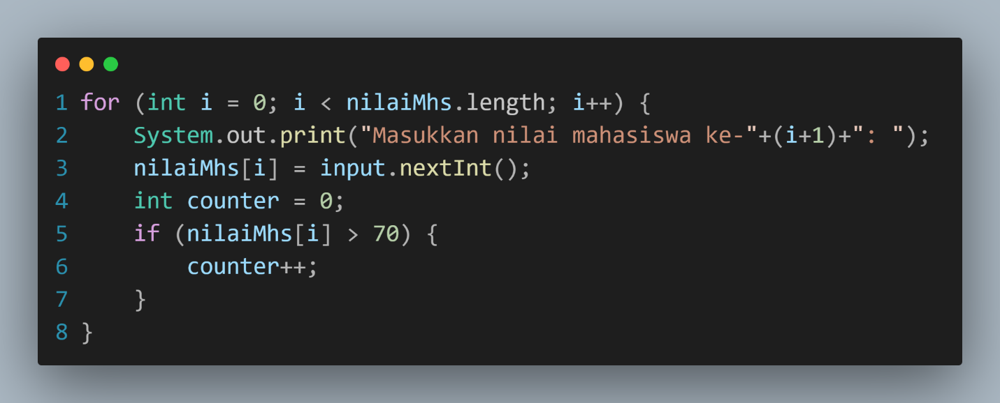 1 for (int i = 0; i < nilaiMhs.length; i++) {
2     System.out.print("Masukkan nilai mahasiswa ke-"+(i+1)+": ");
3     nilaiMhs[i] = input.nextInt();
4     int counter = 0;
5     if (nilaiMhs[i] > 70) {
6         counter++;
7     }
8 }